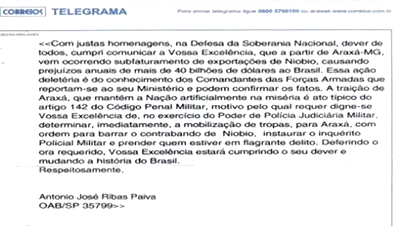 CORREIOS TELEGRAMA Para enviar telegrama ligue 0800 5700100 ou acesse www.correios.com.br
<<Com justas homenagens, na Defesa da Soberania Nacional, dever de
todos, cumpri comunicar a Vossa Excelência, que a partir de Araxá-MG,
vem ocorrendo subfaturamento de exportações de Niobio, causando
prejuízos anuais de mais de 40 bilhões de dólares ao Brasil. Essa ação
deletéria é do conhecimento dos Comandantes das Forças Armadas que
reportam-se ao seu Ministério e podem confirmar os fatos. A traição de
Araxá, que mantém a Nação artificialmente na miséria é ato típico do
artigo 142 do Código Penal Militar, motivo pelo qual requer digne-se
Vossa Excelência de, no exercício do Poder de Polícia Judiciária Militar,
determinar, imediatamente, a mobilização de tropas, para Araxá, com
ordem para barrar o contrabando de Niobio, instaurar o inquérito
Policial Militar e prender quem estiver em flagrante delito. Deferindo o
ora requerido, Vossa Excelência estará cumprindo o seu dever e
mudando a história do Brasil.
Respeitosamente,
Antonio José Ribas Paiva
OAB/SP 35799>>